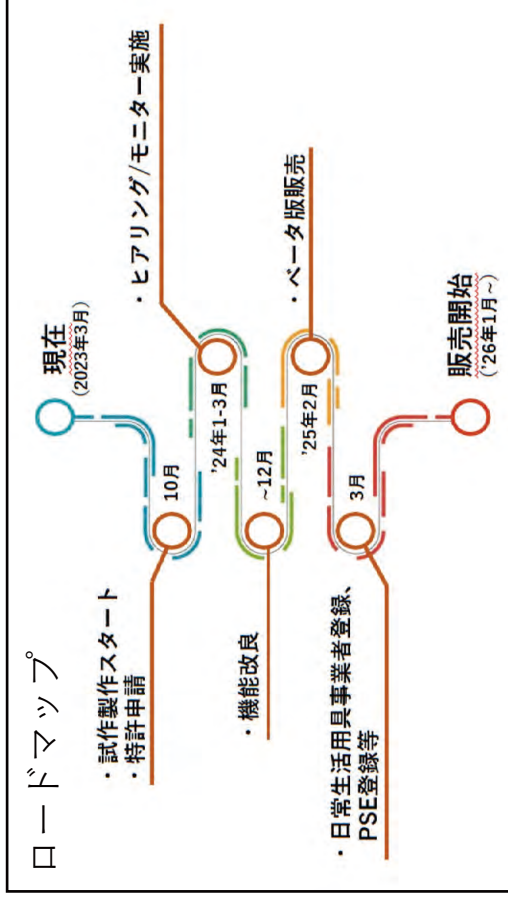 ロードマップ
現在
(2023年3月)
10月
・試作製作スタート
・特許申請
'24年1-3月
・ヒアリング/モニター実施
~12月
・機能改良
'25年2月
・ベータ版販売
3月
・日常生活用具事業者登録、
PSE登録等
販売開始
('26年1月~)